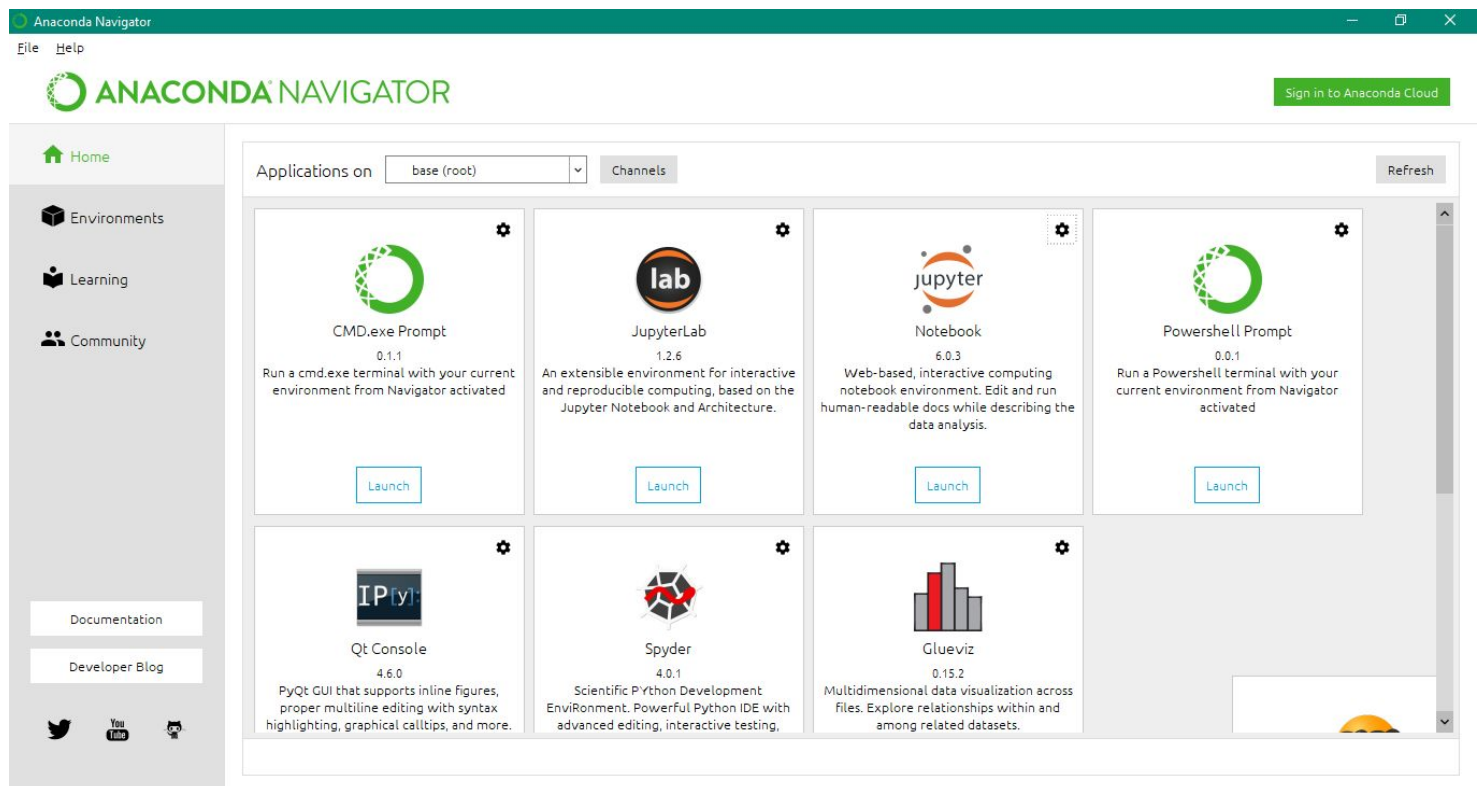 Anaconda Navigator
File Help
ANACONDA NAVIGATOR
Sign in to Anaconda Cloud
Home
Environments
Learning
Community
Documentation
Developer Blog
You
Tube
Applications on base (root) Channels Refresh
CMD.exe Prompt
0.1.1
Run a cmd.exe terminal with your current
environment from Navigator activated
Launch
lab
JupyterLab
1.2.6
An extensible environment for interactive
and reproducible computing, based on the
Jupyter Notebook and Architecture.
Launch
jupyter
Notebook
6.0.3
Web-based, interactive computing
notebook environment. Edit and run
human-readable docs while describing the
data analysis.
Launch
Powershell Prompt
0.0.1
Run a Powershell terminal with your
current environment from Navigator
activated
Launch
IP[y]:
Qt Console
4.6.0
PyQt GUI that supports inline figures,
proper multiline editing with syntax
highlighting, graphical calltips, and more.
Spyder
4.0.1
Scientific PYthon Development
EnviRonment. Powerful Python IDE with
advanced editing, interactive testing,
Glueviz
0.15.2
Multidimensional data visualization across
files. Explore relationships within and
among related datasets.